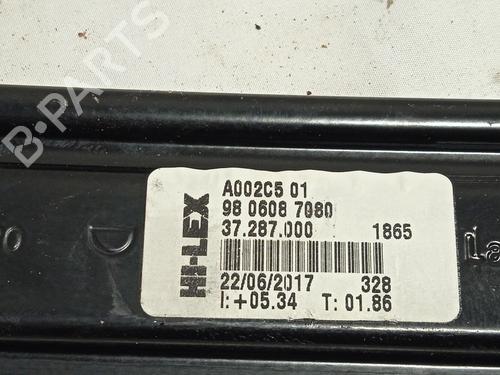 B-PARTS
HI-LEX
A002C5 01
98 0608 7080
37.287.000 1865
22/06/2017 328
I:+05.34 T:01.86